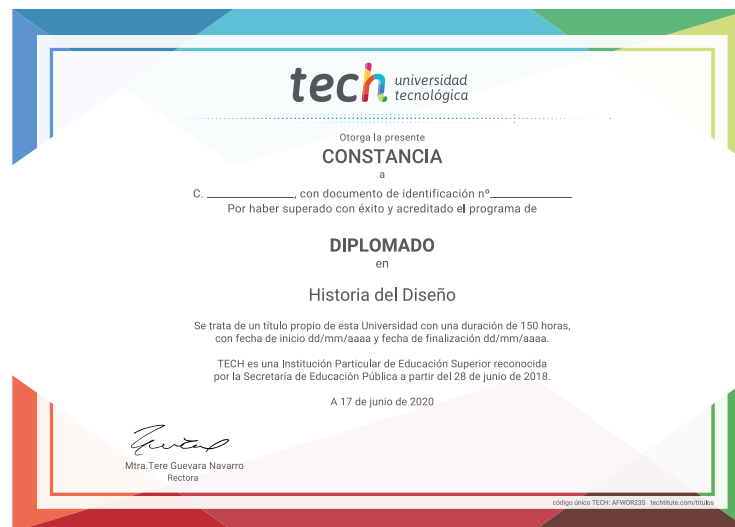 tech universidad
tecnológica
Otorga la presente
CONSTANCIA
a
C. ______________, con documento de identificación nº_____________
Por haber superado con éxito y acreditado el programa de
DIPLOMADO
en
Historia del Diseño
Se trata de un título propio de esta Universidad con una duración de 150 horas,
con fecha de inicio dd/mm/aaaa y fecha de finalización dd/mm/aaaa.
TECH es una Institución Particular de Educación Superior reconocida
por la Secretaría de Educación Pública a partir del 28 de junio de 2018.
A 17 de junio de 2020
Mtra.Tere Guevara Navarro
Rectora
código único TECH: AFWOR235 techtitute.com/titulos